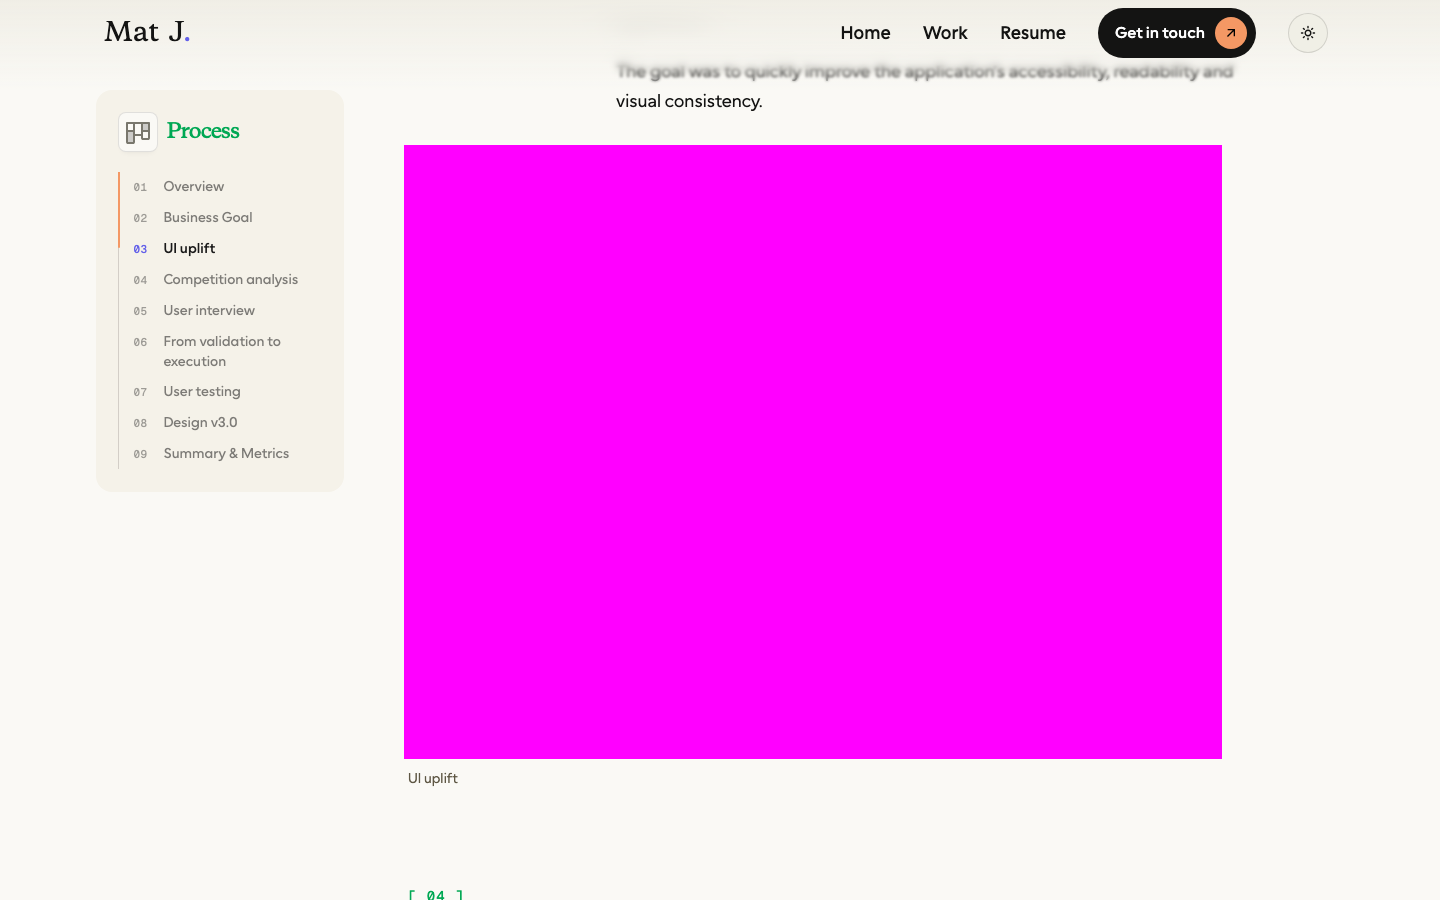 Mat J.
Home
Work
Resume
Get in touch
The goal was to quickly improve the application's accessibility, readability and
visual consistency.
Process
01 Overview
02 Business Goal
03 UI uplift
04 Competition analysis
05 User interview
06 From validation to
execution
07 User testing
08 Design v3.0
09 Summary & Metrics
UI uplift
[ 04 ]